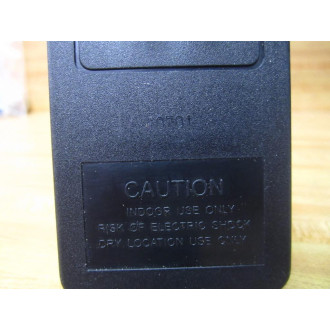 CAUTION
INDOOR USE ONLY
RISK OF ELECTRIC SHOCK
DRY LOCATION USE ONLY